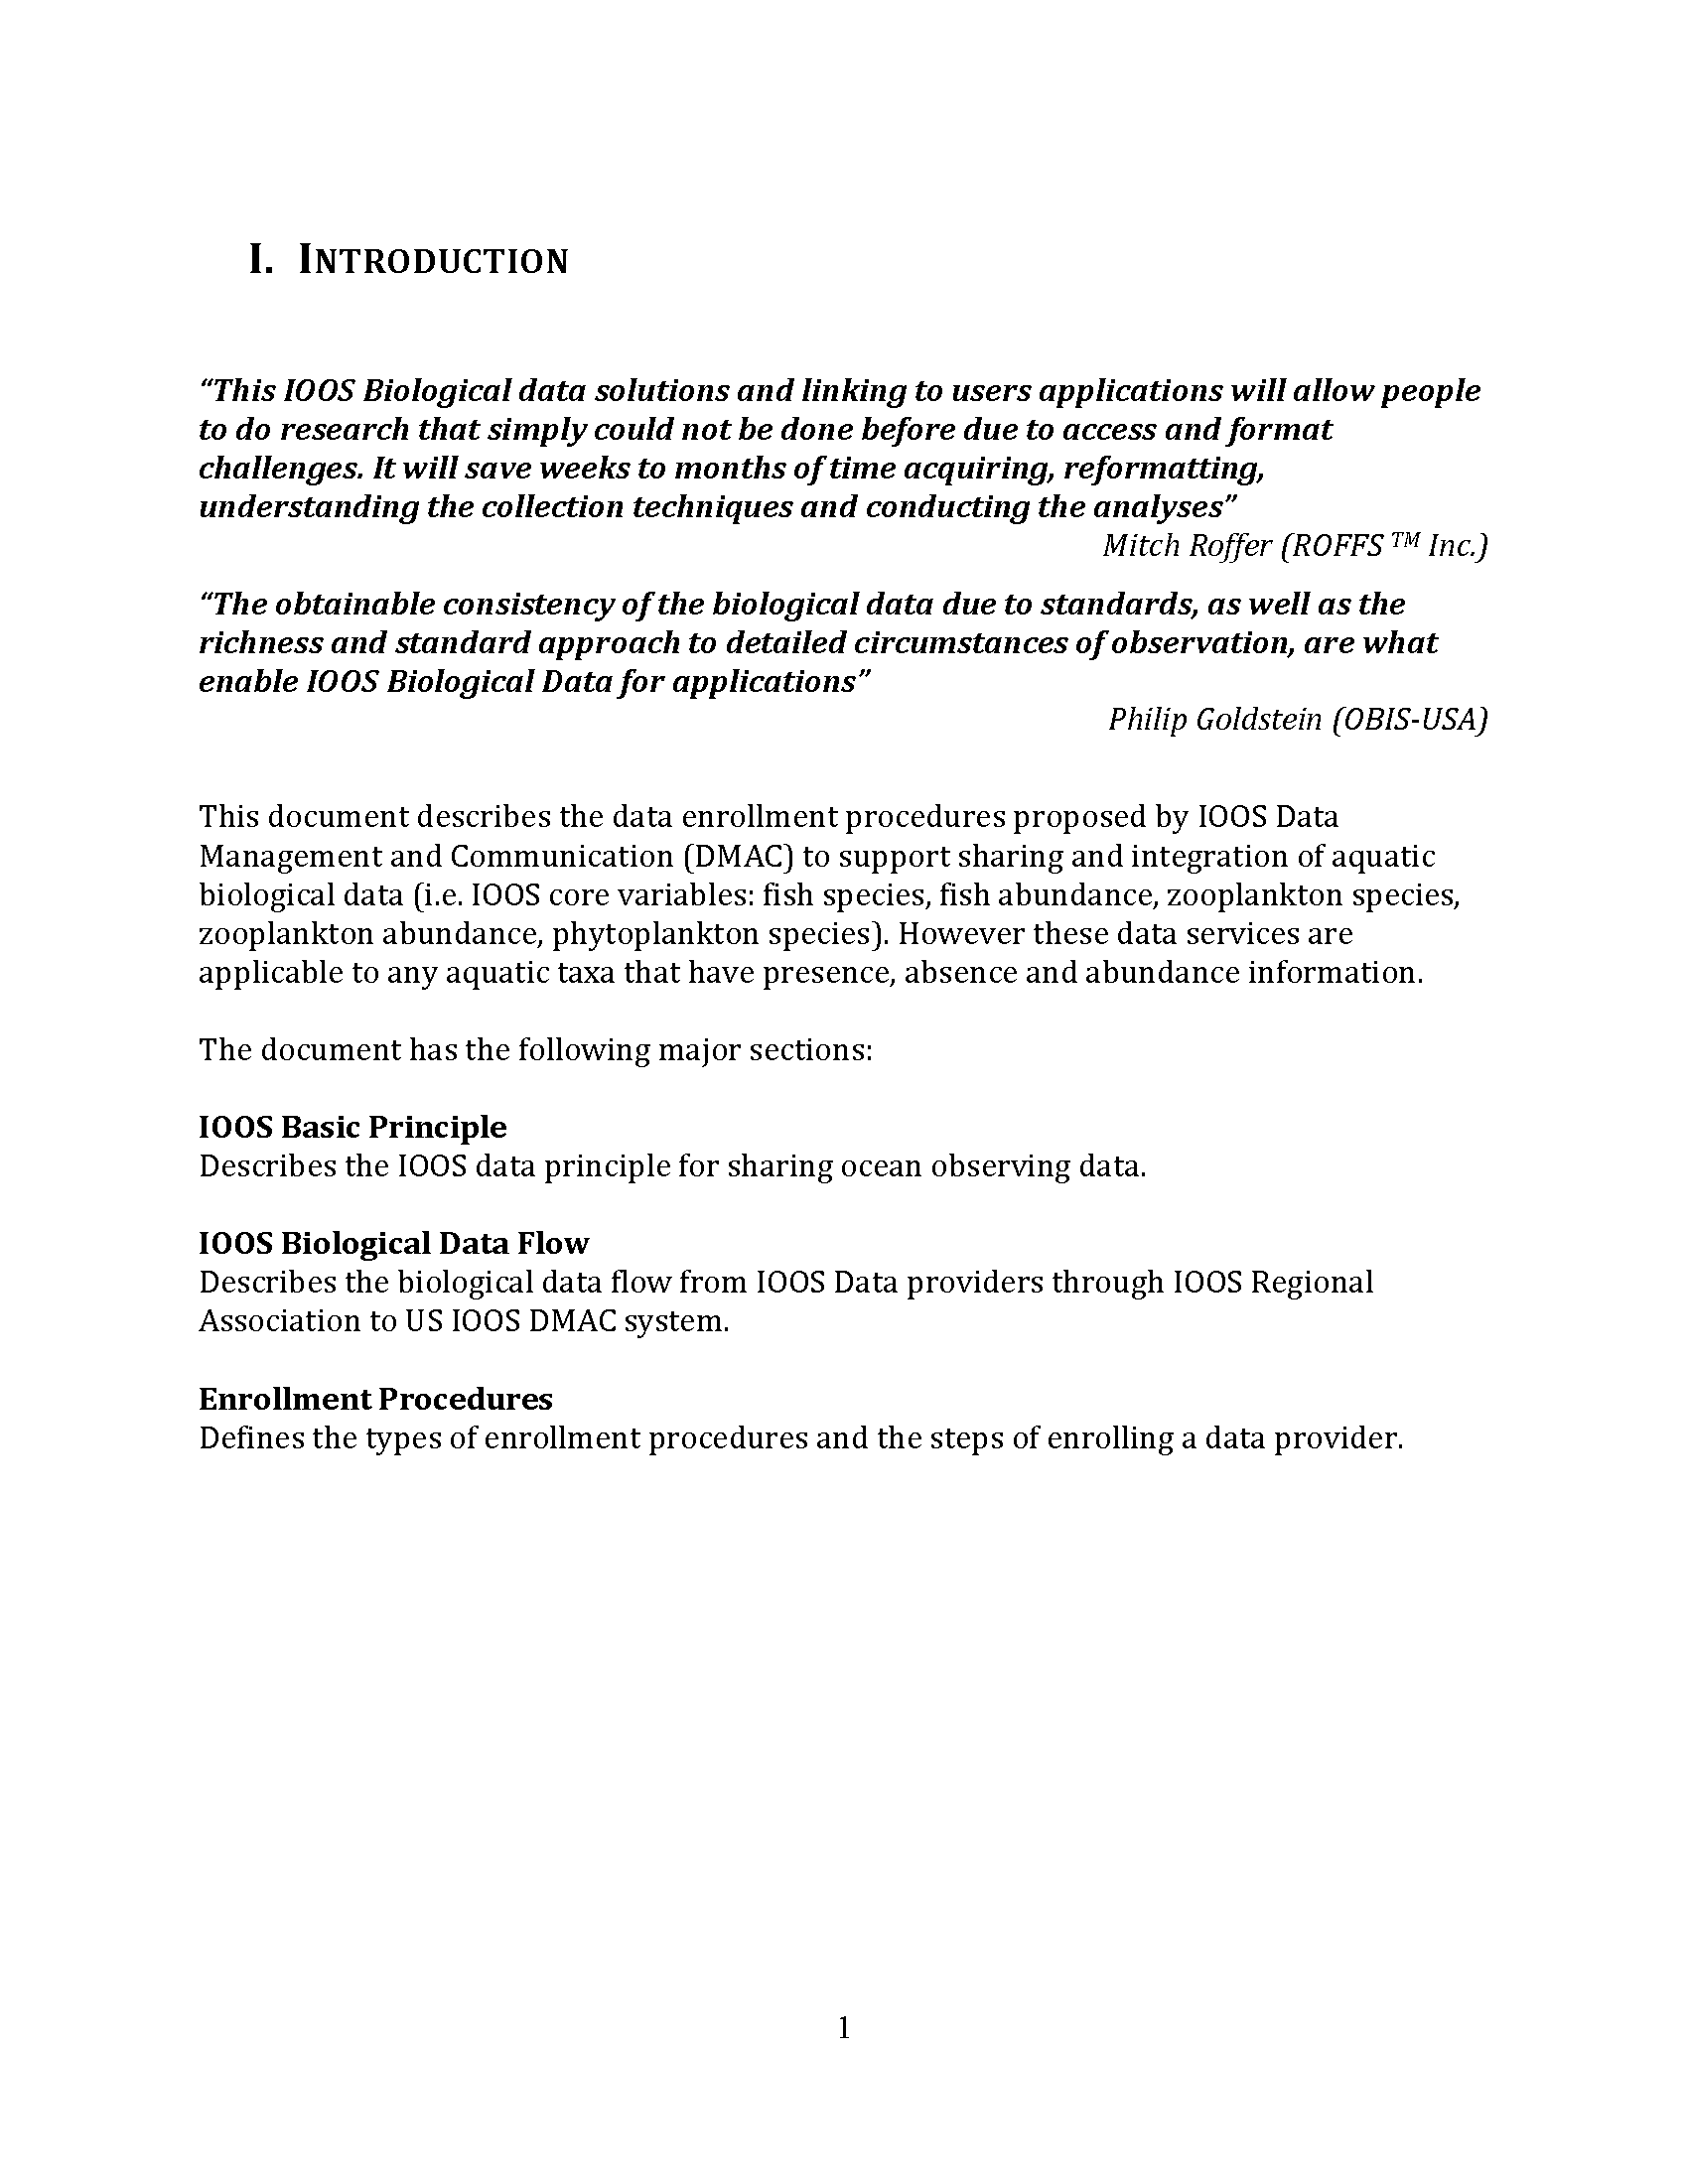 I. INTRODUCTION
“This IOOS Biological data solutions and linking to users applications will allow people
to do research that simply could not be done before due to access and format
challenges. It will save weeks to months of time acquiring, reformatting,
understanding the collection techniques and conducting the analyses”
Mitch Roffer (ROFFS TM Inc.)
“The obtainable consistency of the biological data due to standards, as well as the
richness and standard approach to detailed circumstances of observation, are what
enable IOOS Biological Data for applications”
Philip Goldstein (OBIS-USA)
This document describes the data enrollment procedures proposed by IOOS Data
Management and Communication (DMAC) to support sharing and integration of aquatic
biological data (i.e. IOOS core variables: fish species, fish abundance, zooplankton species,
zooplankton abundance, phytoplankton species). However these data services are
applicable to any aquatic taxa that have presence, absence and abundance information.
The document has the following major sections:
IOOS Basic Principle
Describes the IOOS data principle for sharing ocean observing data.
IOOS Biological Data Flow
Describes the biological data flow from IOOS Data providers through IOOS Regional
Association to US IOOS DMAC system.
Enrollment Procedures
Defines the types of enrollment procedures and the steps of enrolling a data provider.
1